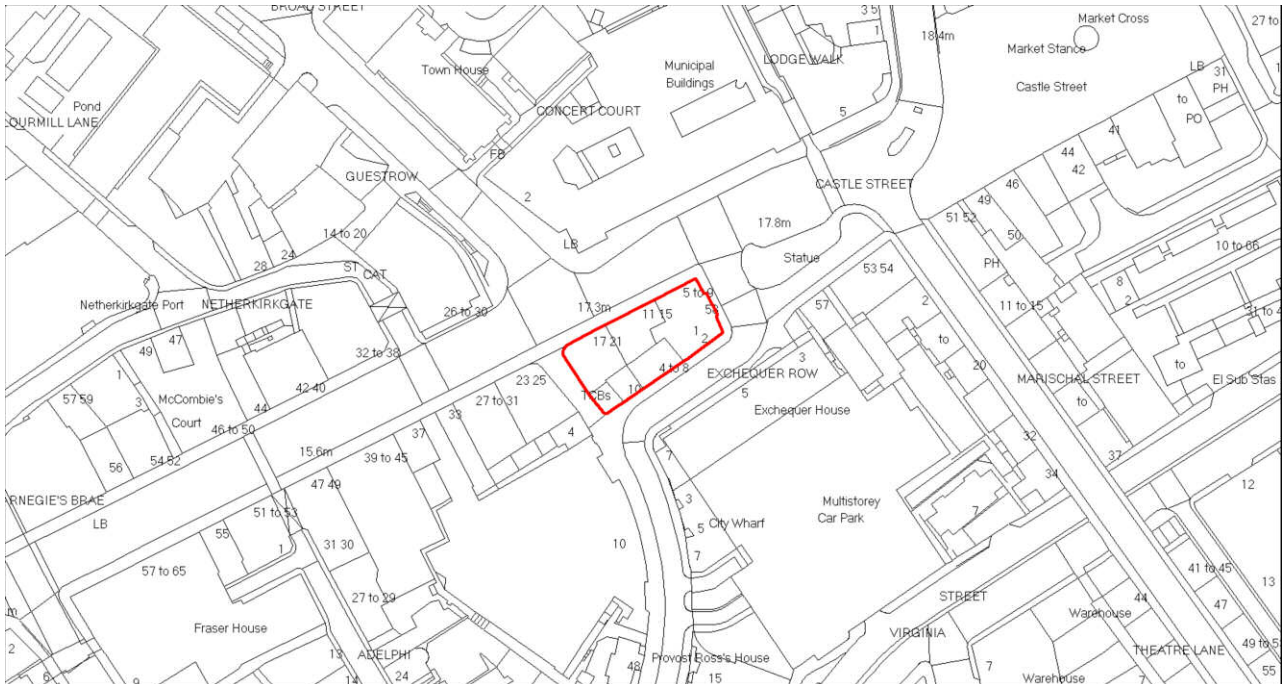 BROAD STREET
3 5
1
18.4m
Market Cross
27 to
Market Stance
Town House
Municipal
Buildings
LODGE WALK
Castle Street
LB
31
PH
Pond
to
PO
OURMILL LANE
CONCERT COURT
5
41
FB
44
42
GUESTROW
2
CASTLE STREET
46
49
51 52
50
14 to 20
LB
17.8m
10 to 66
28
24
ST
CAT
Statue
53 54
PH
8
2
Netherkirkgate Port
NETHERKIRKGATE
26 to 30
17.3m
5 to 9
57
2
11 to 15
11 15
1
2
17 21
to
49
47
1
32 to 38
3
to
20
3
4 to 8
EXCHEQUER ROW
MARISCHAL STREET
El Sub Stas
42 40
23 25
TCBs
10
5
to
57 59
McCombie's
Court
44
27 to 31
Exchequer House
46 to 50
33
4
37
32
56
54 52
15.6m
39 to 45
7
37
34
RNEGIE'S BRAE
47 49
3
Multistorey
Car Park
12
LB
51 to 53
City Wharf
5
7
55
1
31 30
10
7
57 to 65
41 to 45
13
27 to 29
STREET
44
47
m
Fraser House
VIRGINIA
Warehouse
2
13
ADELPHI
48
Provost Ross's House
THEATRE LANE
49 to 5
6
9
14
24
15
7
Warehouse
55